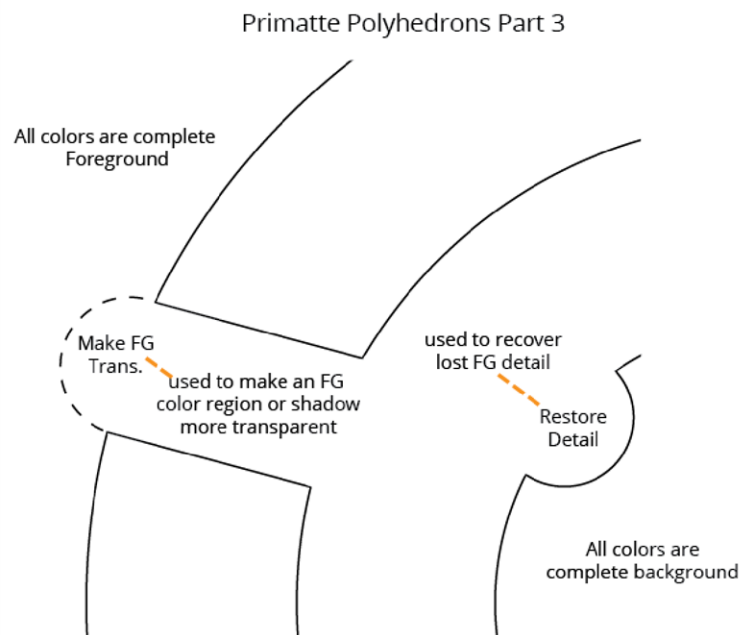 Primatte Polyhedrons Part 3
All colors are complete
Foreground
Make FG
Trans.
used to make an FG
color region or shadow
more transparent
used to recover
lost FG detail
Restore
Detail
All colors are
complete background